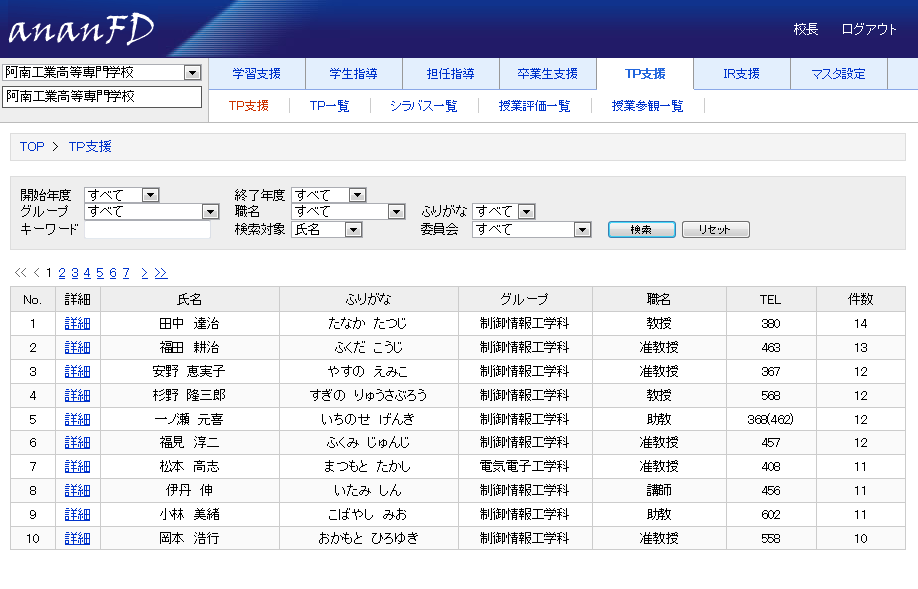 ananFD
校長 ログアウト
阿南工業高等専門学校
阿南工業高等専門学校
学習支援 学生指導 担任指導 卒業生支援 TP支援 IR支援 マスタ設定
TP支援 TP一覧 シラバス一覧 授業評価一覧 授業参観一覧
TOP > TP支援
開始年度 すべて 終了年度 すべて
グループ すべて 職名 すべて ふりがな すべて
キーワード 検索対象 氏名 委員会 すべて 検索 リセット
<< < 1 2 3 4 5 6 7 > >>
No. 詳細 氏名 ふりがな グループ 職名 TEL 件数
1 詳細 田中 達治 たなか たつじ 制御情報工学科 教授 380 14
2 詳細 福田 耕治 ふくだ こうじ 制御情報工学科 准教授 463 13
3 詳細 安野 恵実子 やすの えみこ 制御情報工学科 准教授 367 12
4 詳細 杉野 隆三郎 すぎの りゅうさぶろう 制御情報工学科 教授 568 12
5 詳細 一ノ瀬 元喜 いちのせ げんき 制御情報工学科 助教 368(462) 12
6 詳細 福見 淳二 ふくみ じゅんじ 制御情報工学科 准教授 457 12
7 詳細 松本 高志 まつもと たかし 電気電子工学科 准教授 408 11
8 詳細 伊丹 伸 いたみ しん 制御情報工学科 講師 456 11
9 詳細 小林 美緒 こばやし みお 制御情報工学科 助教 602 11
10 詳細 岡本 浩行 おかもと ひろゆき 制御情報工学科 准教授 558 10